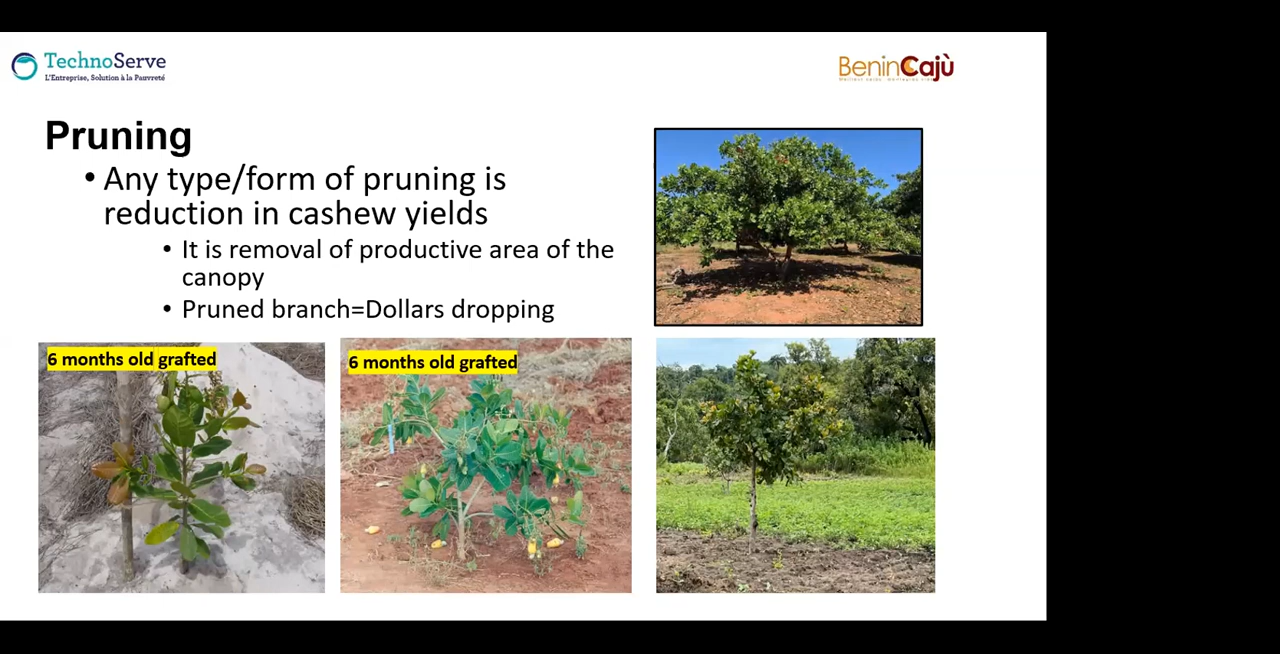 TechnoServe
L'Entreprise, Solution à la Pauvreté
BeninCajù
Pruning
• Any type/form of pruning is
reduction in cashew yields
• It is removal of productive area of the
canopy
• Pruned branch=Dollars dropping
6 months old grafted
6 months old grafted